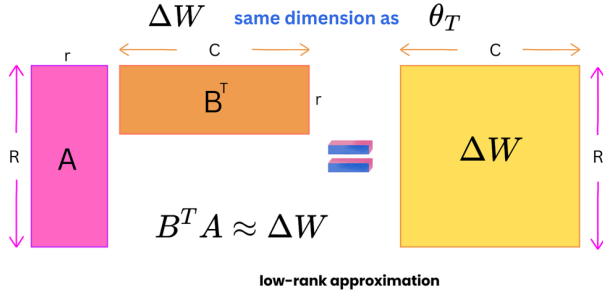 ΔW same dimension as θ_T
r C C
R A B^T r ΔW R
B^T A ≈ ΔW
low-rank approximation